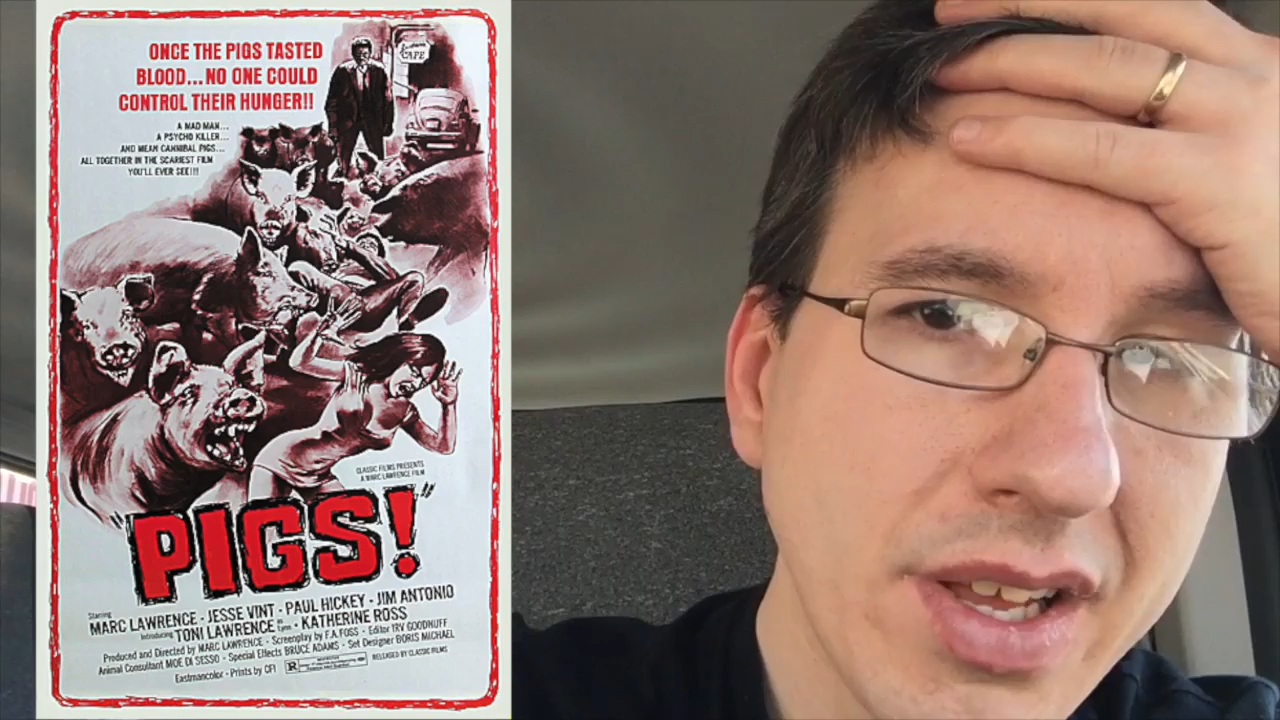 ONCE THE PIGS TASTED
BLOOD...NO ONE COULD
CONTROL THEIR HUNGER!!
CAFE
A MAD MAN...
A PSYCHO KILLER...
AND MEAN CANNIBAL PIGS...
ALL TOGETHER IN THE SCARIEST FILM
YOU'LL EVER SEE!!!
CLASSIC FILMS PRESENTS
A MARC LAWRENCE FILM
"PIGS!"
Starring
MARC LAWRENCE - JESSE VINT - PAUL HICKEY - JIM ANTONIO
Introducing TONI LAWRENCE as Lynn - KATHERINE ROSS
Produced and Directed by MARC LAWRENCE - Screenplay by F.A. FOSS - Editor IRV GOODNUFF
Animal Consultant MOE DI SESSO - Special Effects BRUCE ADAMS - Set Designer BORIS MICHAEL
Eastmancolor - Prints by CFI
R RESTRICTED
RELEASED BY CLASSIC FILMS